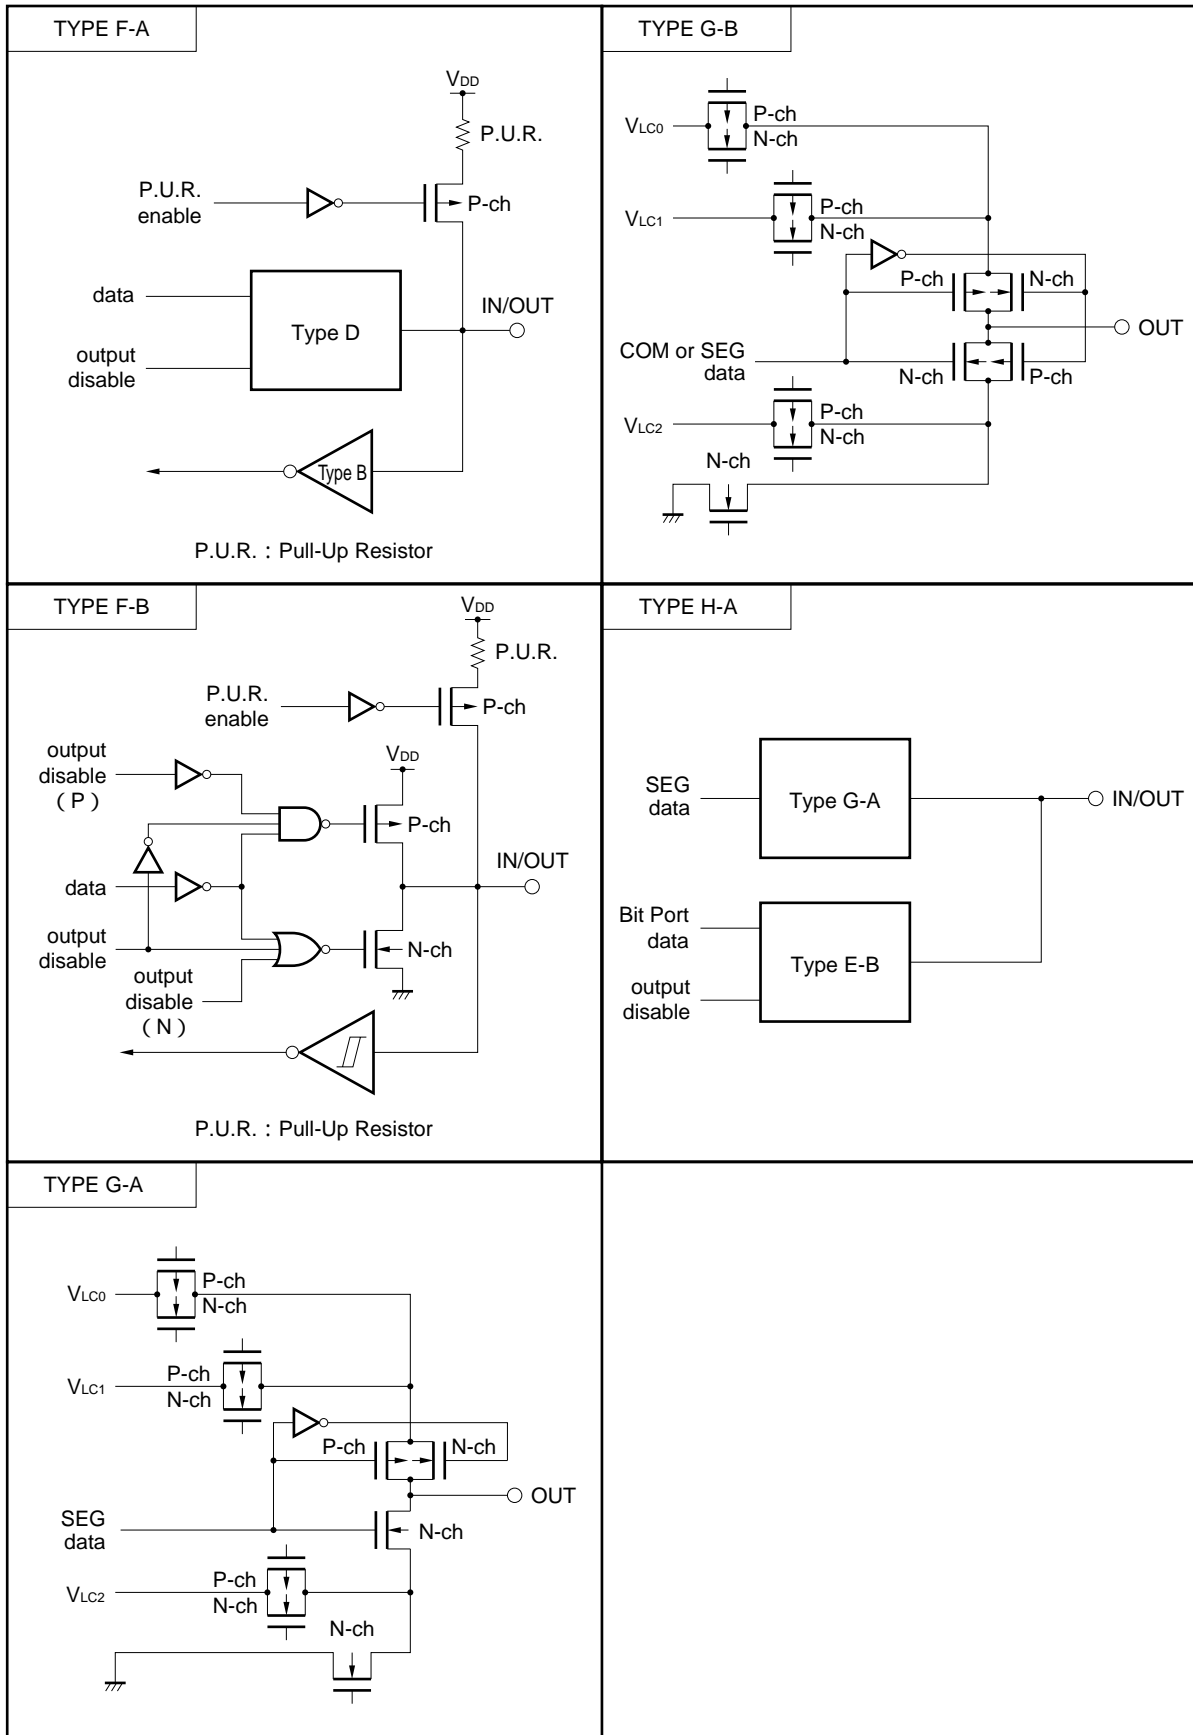 TYPE F-A
VDD
P.U.R.
P.U.R.
enable
P-ch
data
IN/OUT
Type D
output
disable
Type B
P.U.R. : Pull-Up Resistor
TYPE G-B
VLC0
P-ch
N-ch
VLC1
P-ch
N-ch
P-ch
N-ch
OUT
COM or SEG
data
N-ch
P-ch
VLC2
P-ch
N-ch
N-ch
TYPE F-B
VDD
P.U.R.
P.U.R.
enable
P-ch
output
disable
( P )
VDD
P-ch
IN/OUT
data
output
disable
N-ch
output
disable
( N )
P.U.R. : Pull-Up Resistor
TYPE H-A
SEG
data
Type G-A
IN/OUT
Bit Port
data
Type E-B
output
disable
TYPE G-A
VLC0
P-ch
N-ch
VLC1
P-ch
N-ch
P-ch
N-ch
OUT
SEG
data
N-ch
VLC2
P-ch
N-ch
N-ch